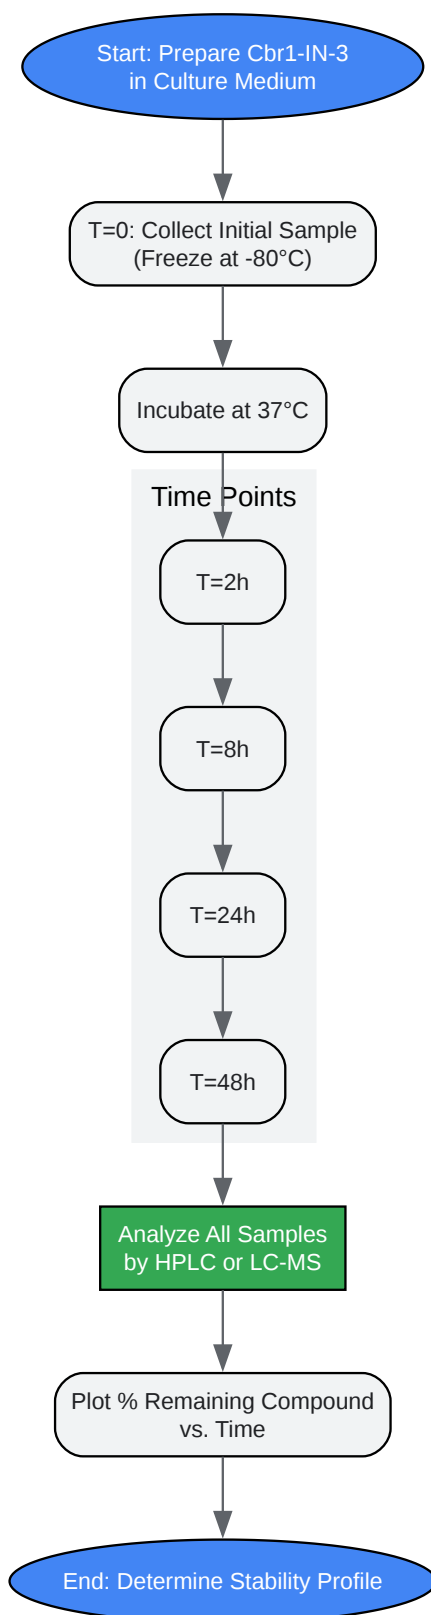 Start: Prepare Cbr1-IN-3
in Culture Medium
T=0: Collect Initial Sample
(Freeze at -80°C)
Incubate at 37°C
Time Points
T=2h
T=8h
T=24h
T=48h
Analyze All Samples
by HPLC or LC-MS
Plot % Remaining Compound
vs. Time
End: Determine Stability Profile